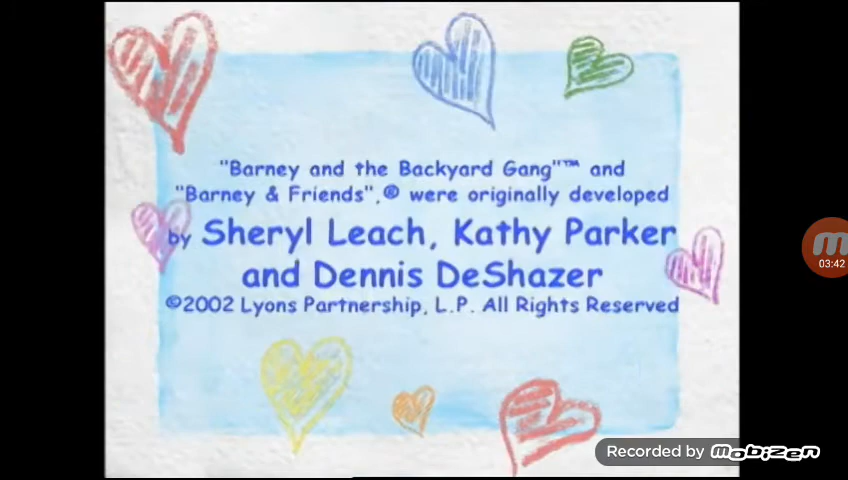 "Barney and the Backyard Gang"™ and
"Barney & Friends",® were originally developed
by Sheryl Leach, Kathy Parker
and Dennis DeShazer
©2002 Lyons Partnership, L.P. All Rights Reserved
03:42
Recorded by mobizen